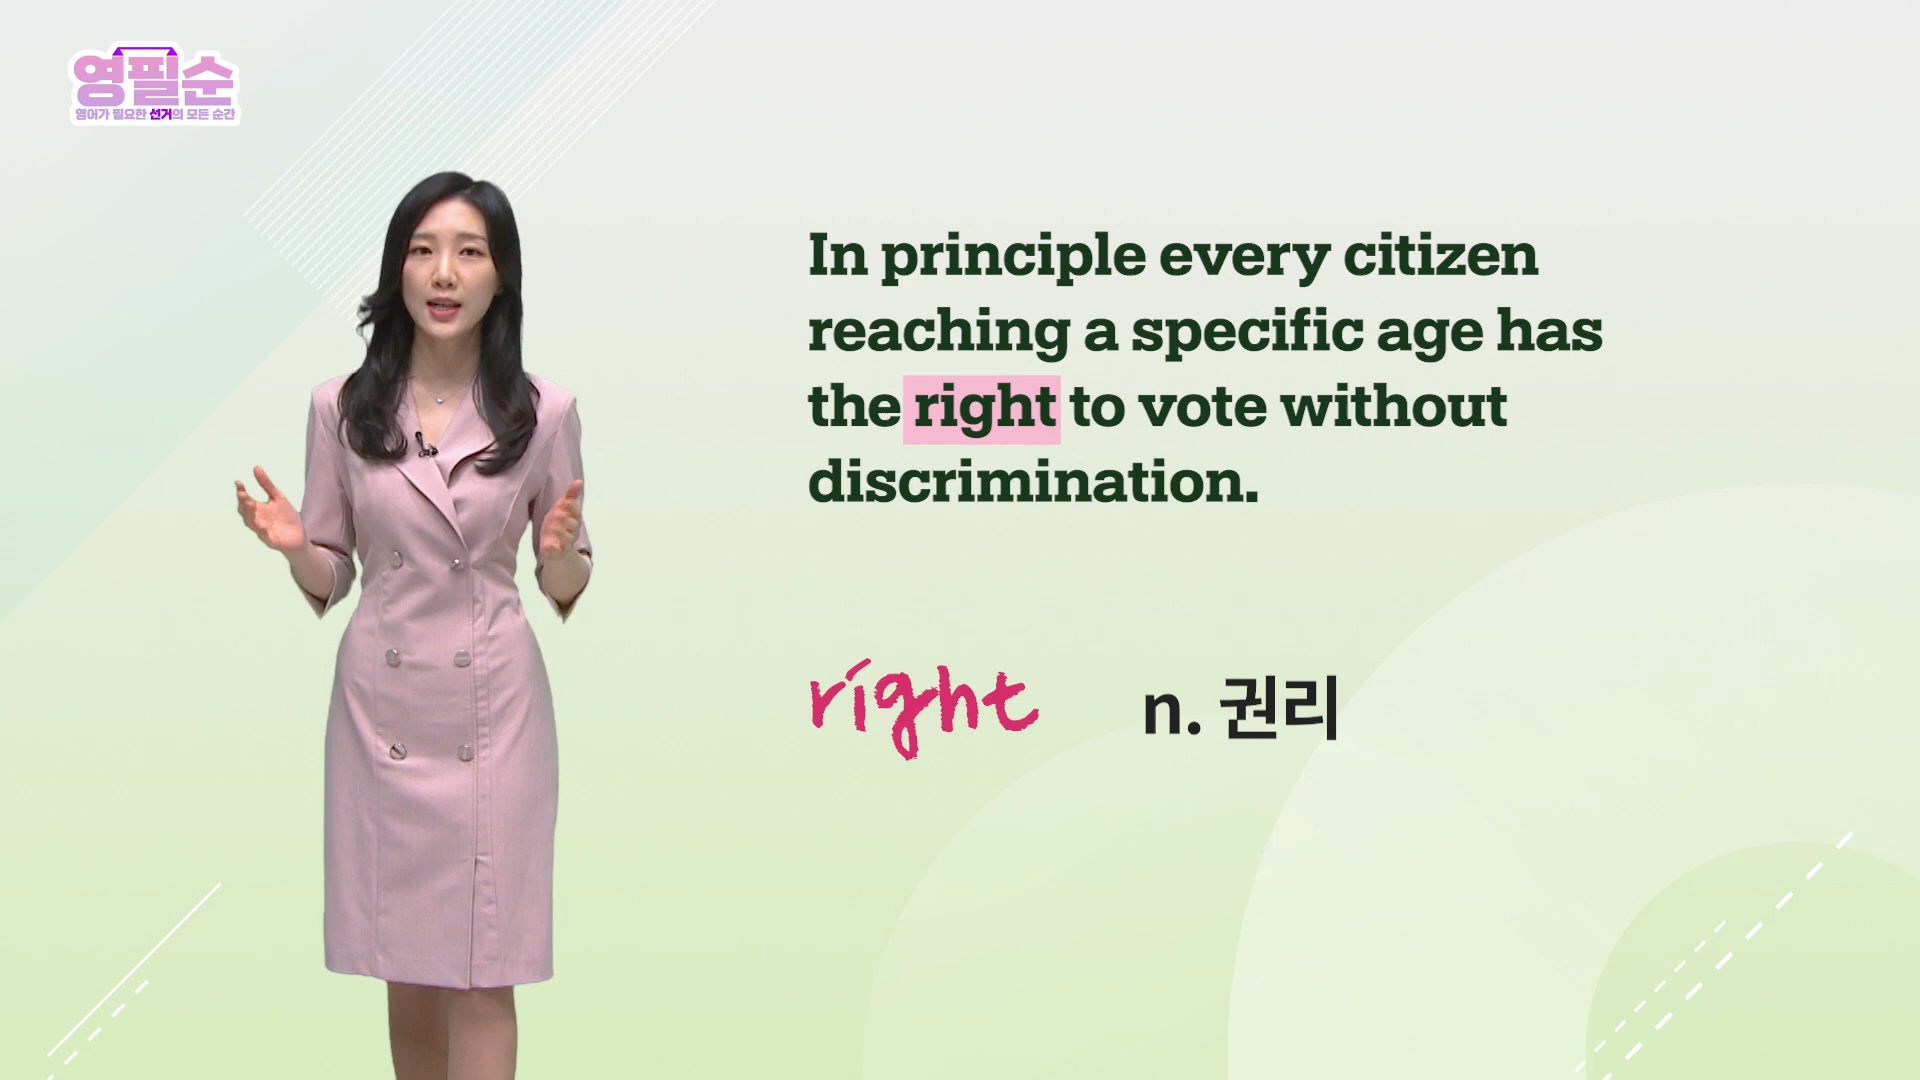 영필순
영어가 필요한 선거의 모든 순간
In principle every citizen
reaching a specific age has
the right to vote without
discrimination.
right n. 권리